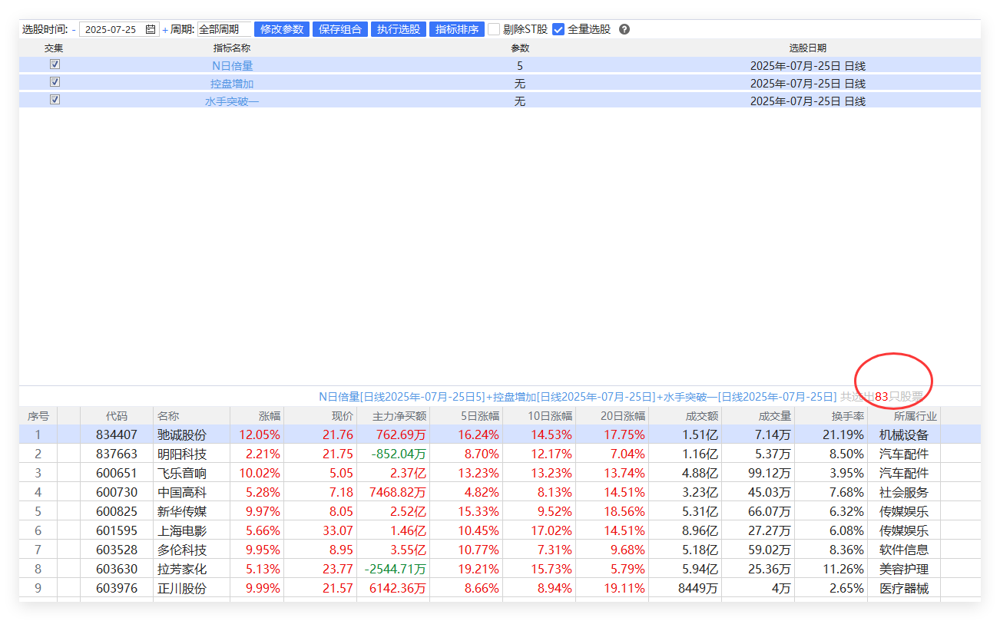 选股时间: - 2025-07-25 + 周期: 全部周期 修改参数 保存组合 执行选股 指标排序 剔除ST股 全量选股 ?
交集 指标名称 参数 选股日期
N日倍量 5 2025年-07月-25日 日线
控盘增加 无 2025年-07月-25日 日线
水手突破一 无 2025年-07月-25日 日线
N日倍量[日线2025年-07月-25日5]+控盘增加[日线2025年-07月-25日]+水手突破一[日线2025年-07月-25日] 共选出83只股票
序号 代码 名称 涨幅 现价 主力净买额 5日涨幅 10日涨幅 20日涨幅 成交额 成交量 换手率 所属行业
1 834407 驰诚股份 12.05% 21.76 762.69万 16.24% 14.53% 17.75% 1.51亿 7.14万 21.19% 机械设备
2 837663 明阳科技 2.21% 21.75 -852.04万 8.70% 12.17% 7.04% 1.16亿 5.37万 8.50% 汽车配件
3 600651 飞乐音响 10.02% 5.05 2.37亿 13.23% 13.23% 13.74% 4.88亿 99.12万 3.95% 汽车配件
4 600730 中国高科 5.28% 7.18 7468.82万 4.82% 8.13% 14.51% 3.23亿 45.03万 7.68% 社会服务
5 600825 新华传媒 9.97% 8.05 2.52亿 15.33% 9.52% 18.56% 5.31亿 66.07万 6.32% 传媒娱乐
6 601595 上海电影 5.66% 33.07 1.46亿 10.45% 17.02% 14.51% 8.96亿 27.27万 6.08% 传媒娱乐
7 603528 多伦科技 9.95% 8.95 3.55亿 10.77% 7.31% 9.68% 5.18亿 59.02万 8.36% 软件信息
8 603630 拉芳家化 5.13% 23.77 -2544.71万 19.21% 15.73% 5.79% 5.94亿 25.36万 11.26% 美容护理
9 603976 正川股份 9.99% 21.57 6142.36万 8.66% 8.94% 19.11% 8449万 4万 2.65% 医疗器械